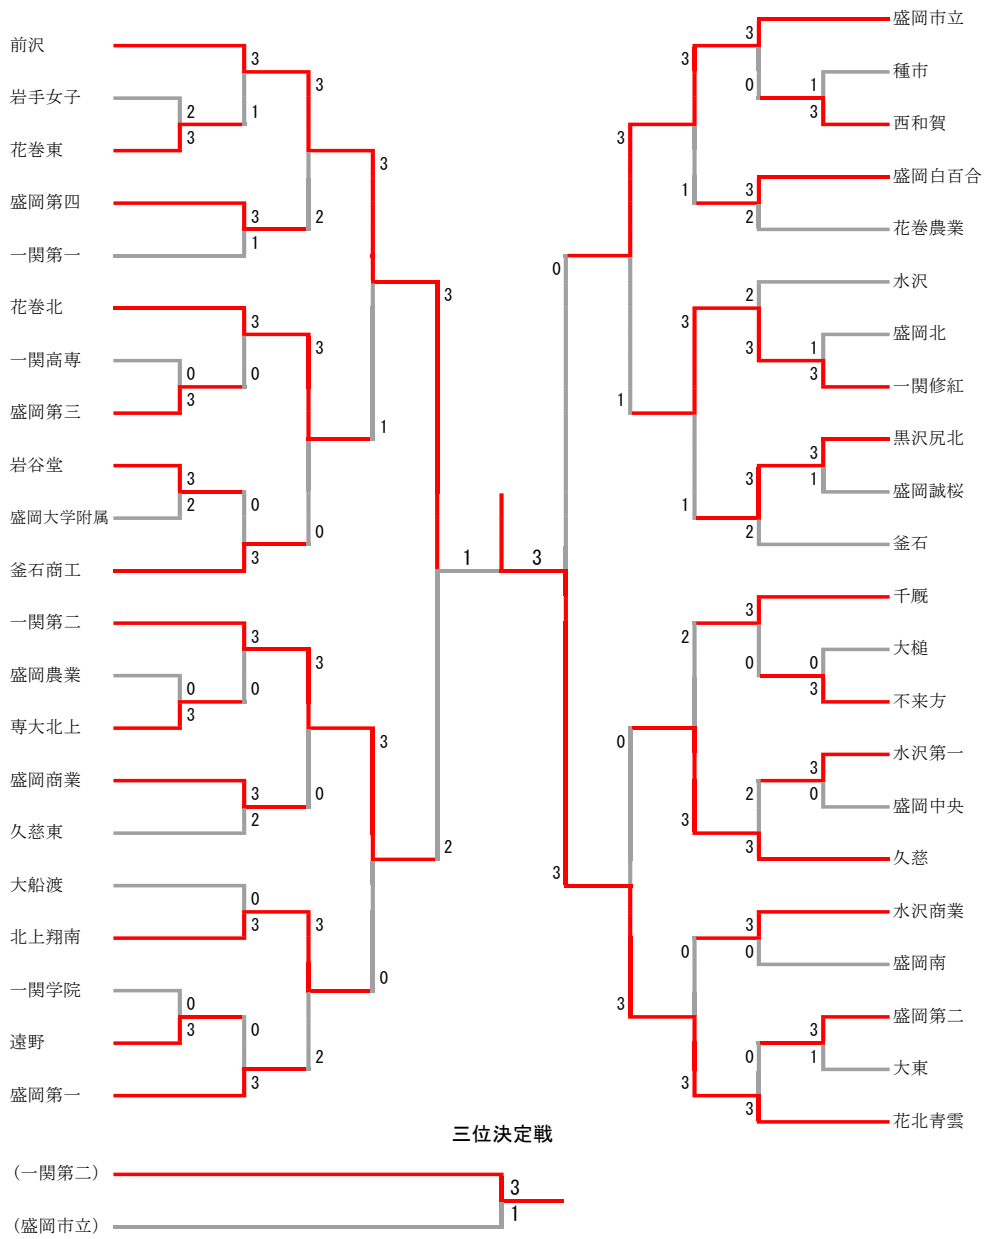 前沢
3
3
岩手女子
2
1
3
花巻東
3
盛岡第四
3
2
一関第一
1
花巻北
3
3
3
一関高専
0
0
盛岡第三
3
1
岩谷堂
3
盛岡大学附属
2
0
0
釜石商工
3
1
一関第二
3
3
盛岡農業
0
0
専大北上
3
3
盛岡商業
3
0
久慈東
2
2
大船渡
0
北上翔南
3
3
0
一関学院
0
遠野
3
0
2
盛岡第一
3
盛岡市立
3
3
種市
0
1
西和賀
3
3
盛岡白百合
1
3
花巻農業
2
0
水沢
2
盛岡北
3
3
1
一関修紅
3
1
黒沢尻北
3
盛岡誠桜
3
1
1
釜石
2
3
千厩
3
2
大槌
0
0
不来方
3
0
水沢第一
3
盛岡中央
2
0
3
久慈
3
3
水沢商業
3
盛岡南
0
0
3
盛岡第二
3
大東
0
1
3
花北青雲
3
三位決定戦
(一関第二)
3
(盛岡市立)
1